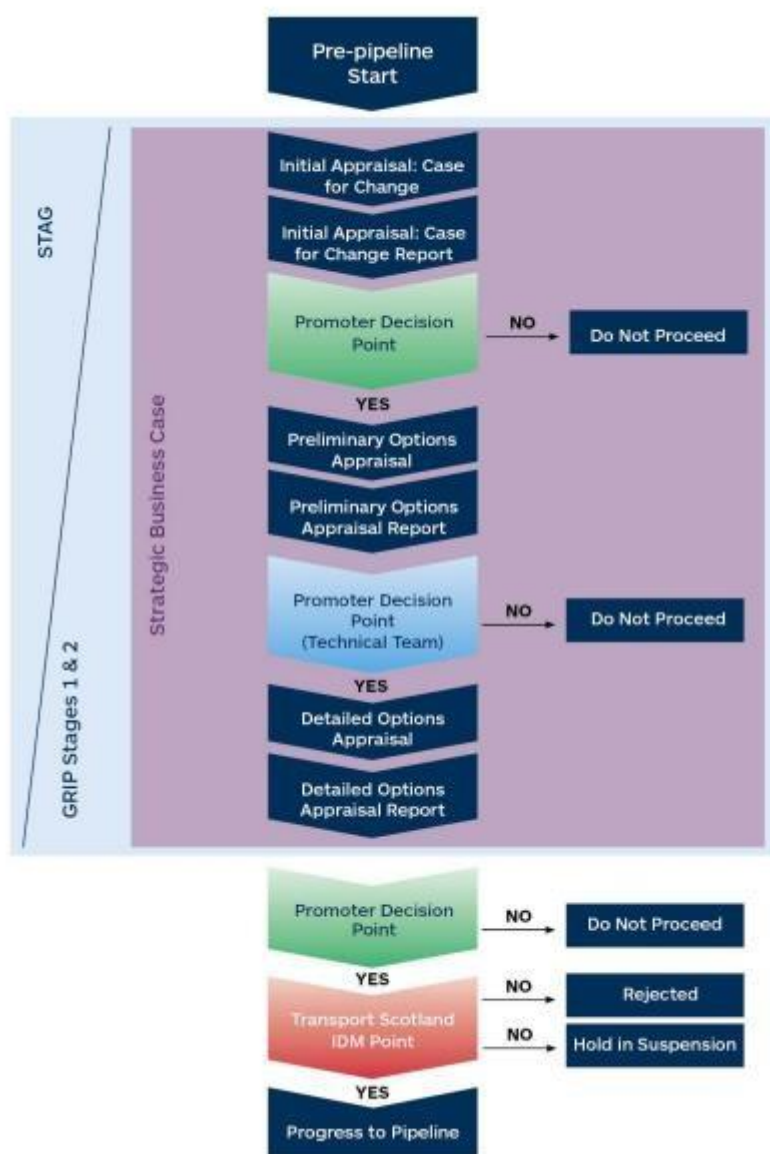 Pre-pipeline
Start
STAG
GRIP Stages 1 & 2
Strategic Business Case
Initial Appraisal: Case
for Change
Initial Appraisal: Case
for Change Report
Promoter Decision
Point
NO
Do Not Proceed
YES
Preliminary Options
Appraisal
Preliminary Options
Appraisal Report
Promoter Decision
Point
(Technical Team)
NO
Do Not Proceed
YES
Detailed Options
Appraisal
Detailed Options
Appraisal Report
Promoter Decision
Point
NO
Do Not Proceed
YES
Transport Scotland
IDM Point
NO
Rejected
NO
Hold in Suspension
YES
Progress to Pipeline